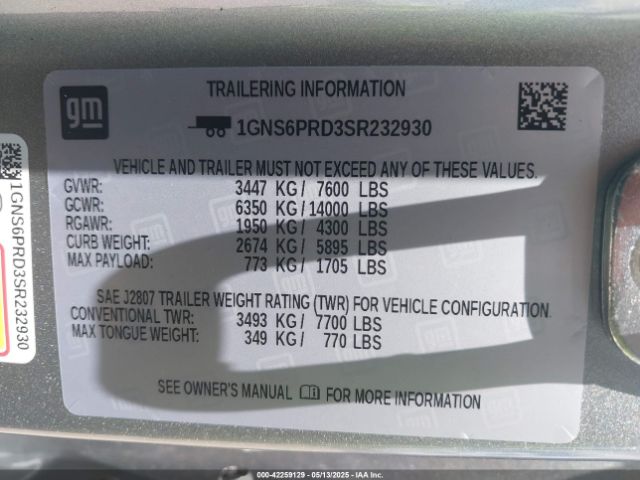 gm
TRAILERING INFORMATION
1GNS6PRD3SR232930
VEHICLE AND TRAILER MUST NOT EXCEED ANY OF THESE VALUES.
GVWR: 3447 KG / 7600 LBS
GCWR: 6350 KG / 14000 LBS
RGAWR: 1950 KG / 4300 LBS
CURB WEIGHT: 2674 KG / 5895 LBS
MAX PAYLOAD: 773 KG / 1705 LBS
SAE J2807 TRAILER WEIGHT RATING (TWR) FOR VEHICLE CONFIGURATION.
CONVENTIONAL TWR: 3493 KG / 7700 LBS
MAX TONGUE WEIGHT: 349 KG / 770 LBS
SEE OWNER'S MANUAL FOR MORE INFORMATION
1GNS6PRD3SR232930
000-42259129 - 05/13/2025 - IAAI.com